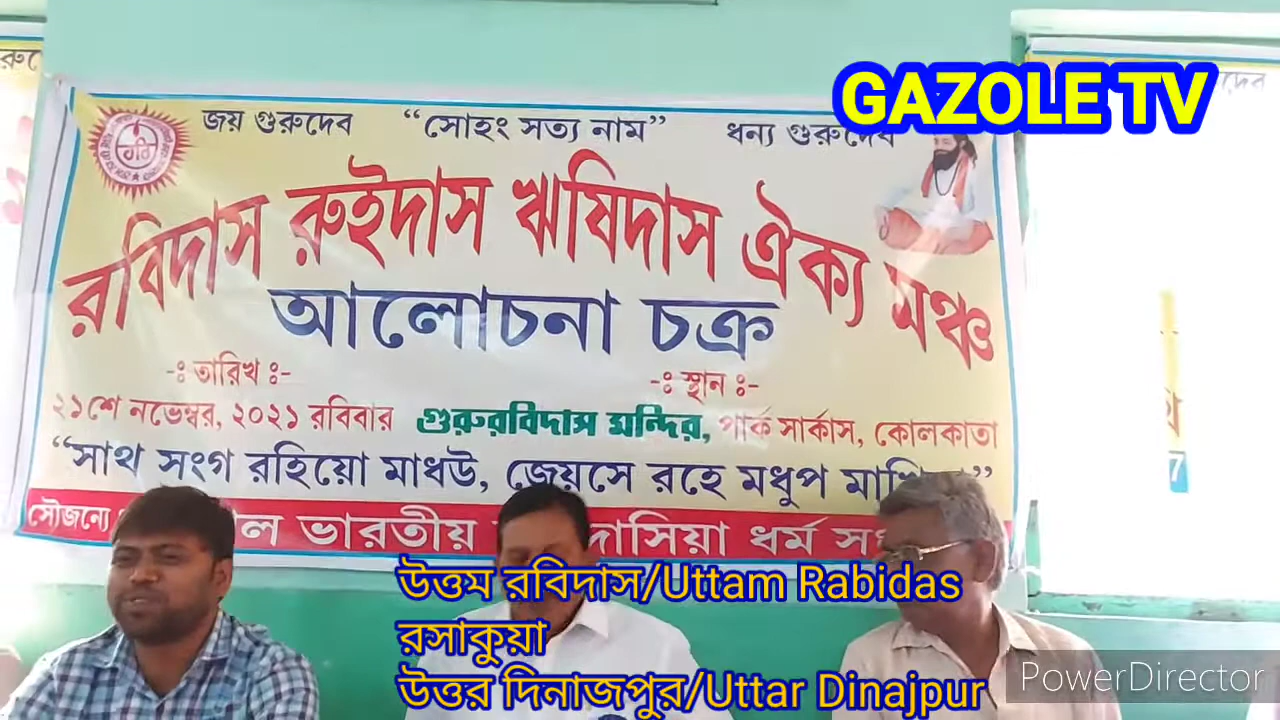 GAZOLE TV
জয় গুরুদেব "সোহং সত্য নাম" ধন্য গুরুদেব
রবিদাস রুইদাস ঋষিদাস ঐক্য মঞ্চ
আলোচনা চক্র
-ঃ তারিখ ঃ- -ঃ স্থান ঃ-
২১শে নভেম্বর, ২০২১ রবিবার গুরুরবিদাস মন্দির, পার্ক সার্কাস, কোলকাতা
"সাথ সংগ রহিয়ো মাধউ, জেয়সে রহে মধুপ
সৌজন্যে ভারতীয় ধর্ম
উত্তম রবিদাস/Uttam Rabidas
রসাকুয়া
উত্তর দিনাজপুর/Uttar Dinajpur
PowerDirector